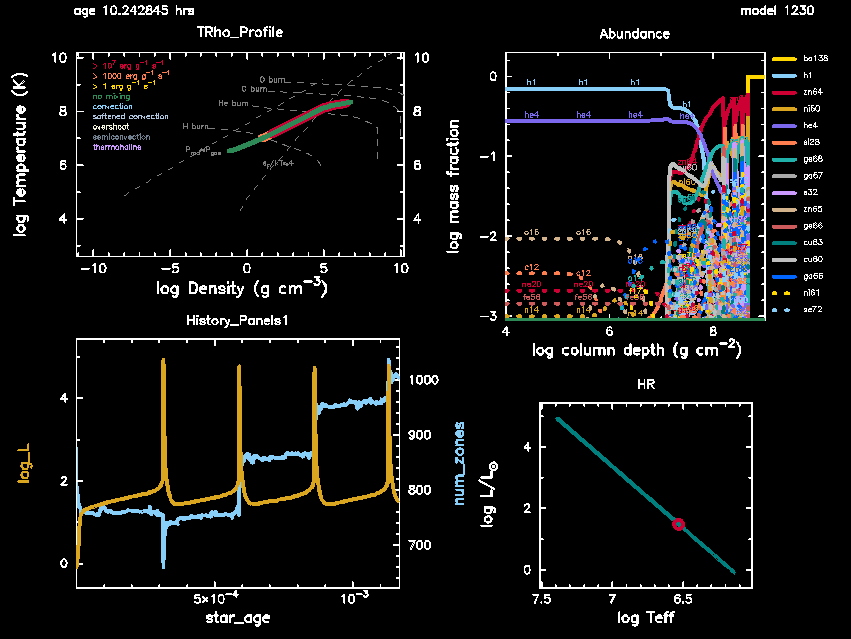 age 10.242845 hrs
model 1230
TRho_Profile
log Temperature (K)
10
8
6
4
10
8
6
4
> 10⁷ erg g⁻¹ s⁻¹
> 1000 erg g⁻¹ s⁻¹
> 1 erg g⁻¹ s⁻¹
no mixing
convection
softened convection
overshoot
semiconvection
thermohaline
O burn
C burn
He burn
H burn
−10
−5
0
5
10
log Density (g cm⁻³)
Abundance
log mass fraction
0
−1
−2
−3
h1
h1
h1
h1
he4
he4
he4
o16
o16
c12
c12
ne20
ne20
fe56
fe56
n14
n14
4
6
8
log column depth (g cm⁻²)
ba138
h1
zn64
ni60
he4
si28
ge68
ga67
s32
zn65
ge66
cu63
cu60
ga66
ni61
se72
History_Panels1
log_L
4
2
0
1000
900
800
700
num_zones
5×10⁻⁴
10⁻³
star_age
HR
log L/L☉
4
2
0
7.5
7
6.5
log Teff